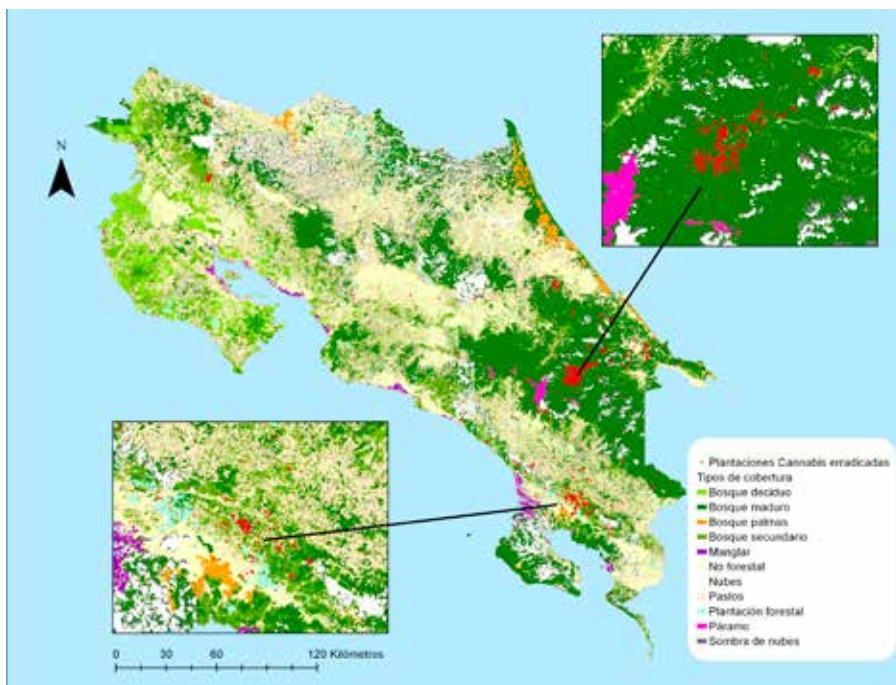 N
Plantaciones Cannabis erradicadas
Tipos de cobertura
Bosque deciduo
Bosque maduro
Bosque palmas
Bosque secundario
Manglar
No forestal
Nubes
Pastos
Plantación forestal
Páramo
Sombra de nubes
0 30 60 120 Kilómetros